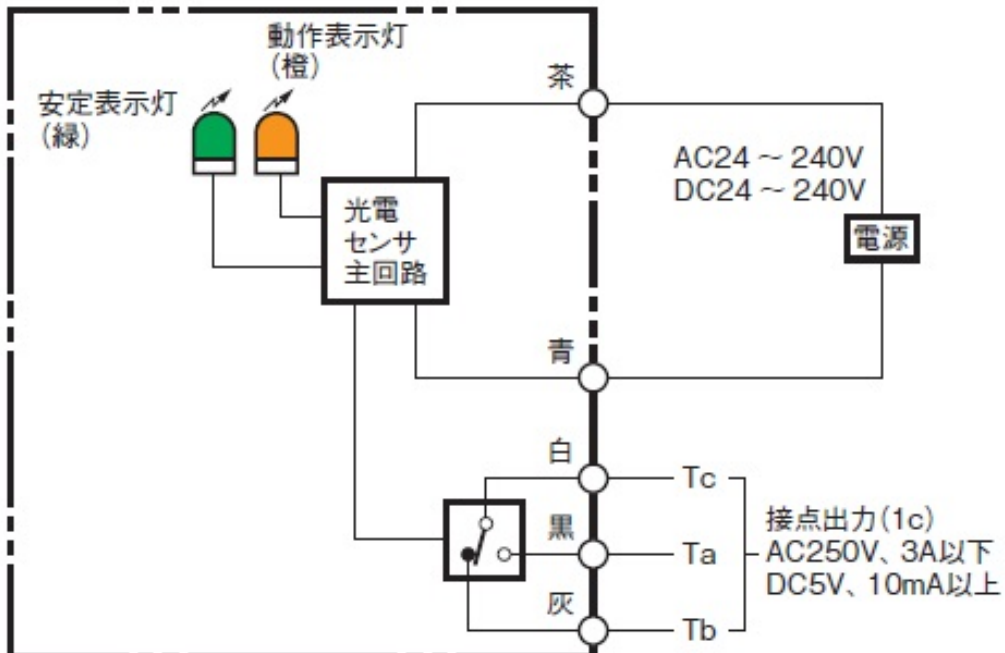 動作表示灯
(橙)
安定表示灯
(緑)
茶
AC24 ～ 240V
DC24 ～ 240V
電源
光電
センサ
主回路
青
白
Tc
黒
Ta
接点出力(1c)
AC250V、3A以下
DC5V、10mA以上
灰
Tb